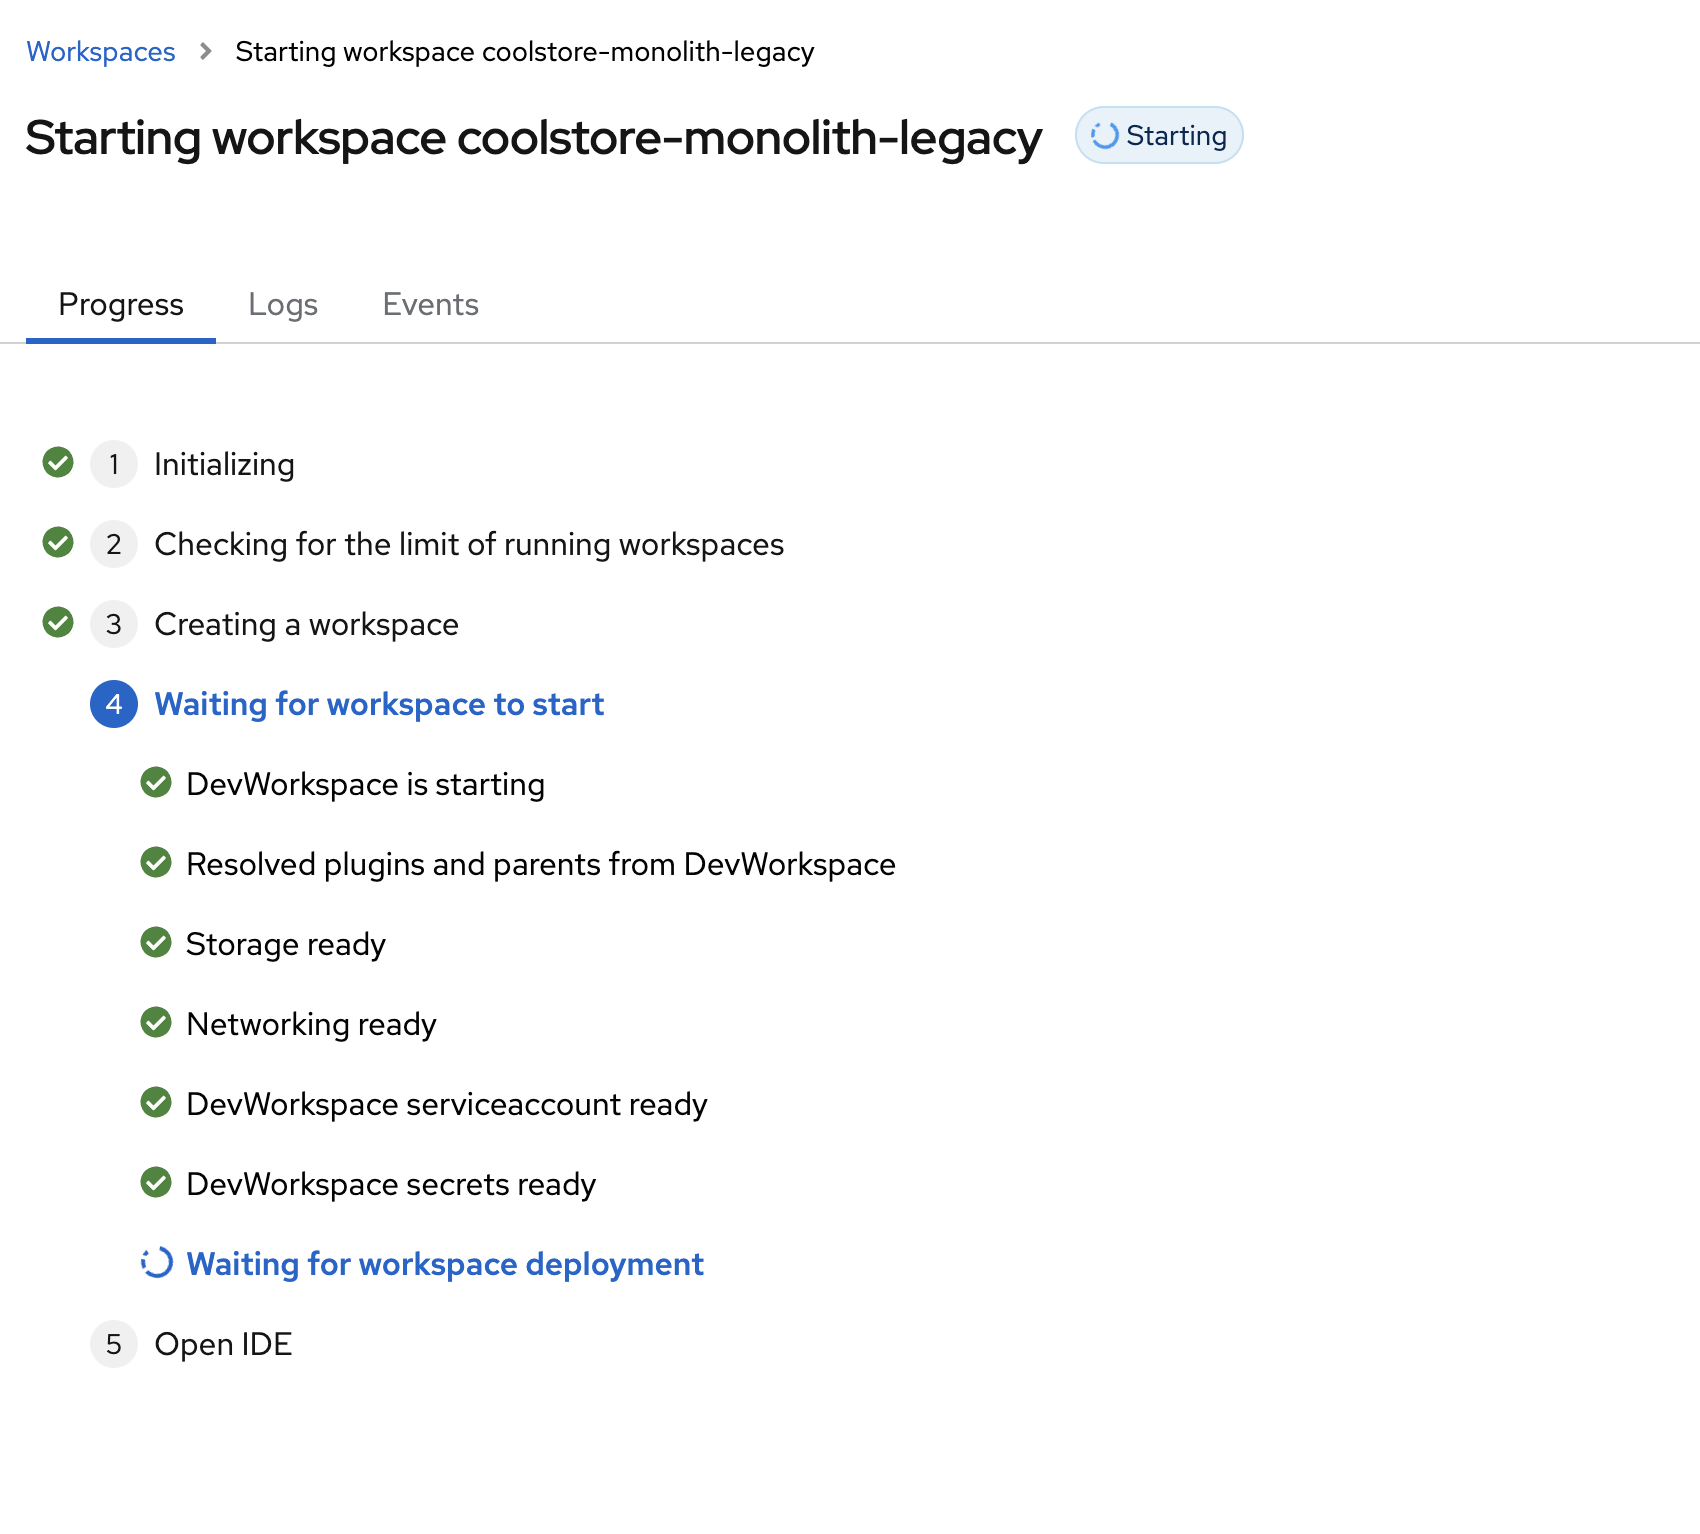 Workspaces > Starting workspace coolstore-monolith-legacy
Starting workspace coolstore-monolith-legacy Starting
Progress Logs Events
1 Initializing
2 Checking for the limit of running workspaces
3 Creating a workspace
4 Waiting for workspace to start
DevWorkspace is starting
Resolved plugins and parents from DevWorkspace
Storage ready
Networking ready
DevWorkspace serviceaccount ready
DevWorkspace secrets ready
Waiting for workspace deployment
5 Open IDE